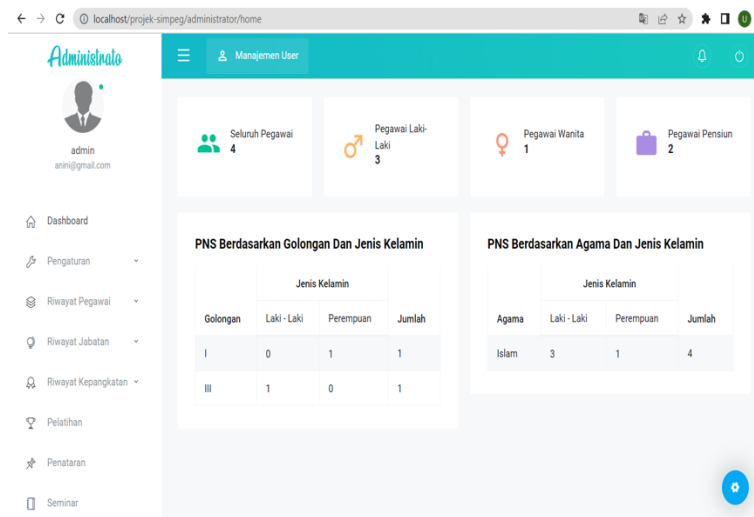 localhost/projek-simpeg/administrator/home
U
Administrato
admin
anini@gmail.com
Dashboard
Pengaturan
Riwayat Pegawai
Riwayat Jabatan
Riwayat Kepangkatan
Pelatihan
Penataran
Seminar
Manajemen User
Seluruh Pegawai
4
Pegawai Laki-
Laki
3
Pegawai Wanita
1
Pegawai Pensiun
2
PNS Berdasarkan Golongan Dan Jenis Kelamin
Jenis Kelamin
Golongan Laki - Laki Perempuan Jumlah
I 0 1 1
III 1 0 1
PNS Berdasarkan Agama Dan Jenis Kelamin
Jenis Kelamin
Agama Laki - Laki Perempuan Jumlah
Islam 3 1 4